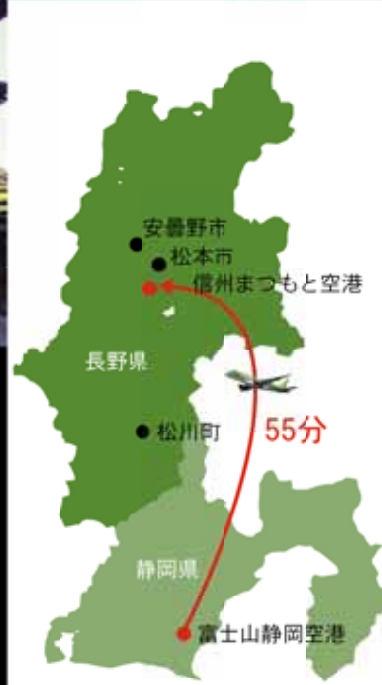 安曇野市
松本市
信州まつもと空港
長野県
松川町
55分
静岡県
富士山静岡空港